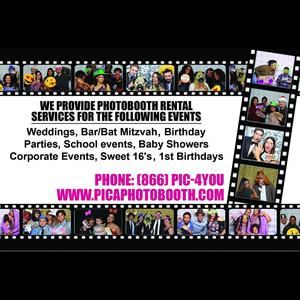 WE PROVIDE PHOTOBOOTH RENTAL
SERVICES FOR THE FOLLOWING EVENTS
Weddings, Bar/Bat Mitzvah, Birthday
Parties, School events, Baby Showers
Corporate Events, Sweet 16's, 1st Birthdays
PHONE: (866) PIC-4YOU
WWW.PICAPHOTOBOOTH.COM